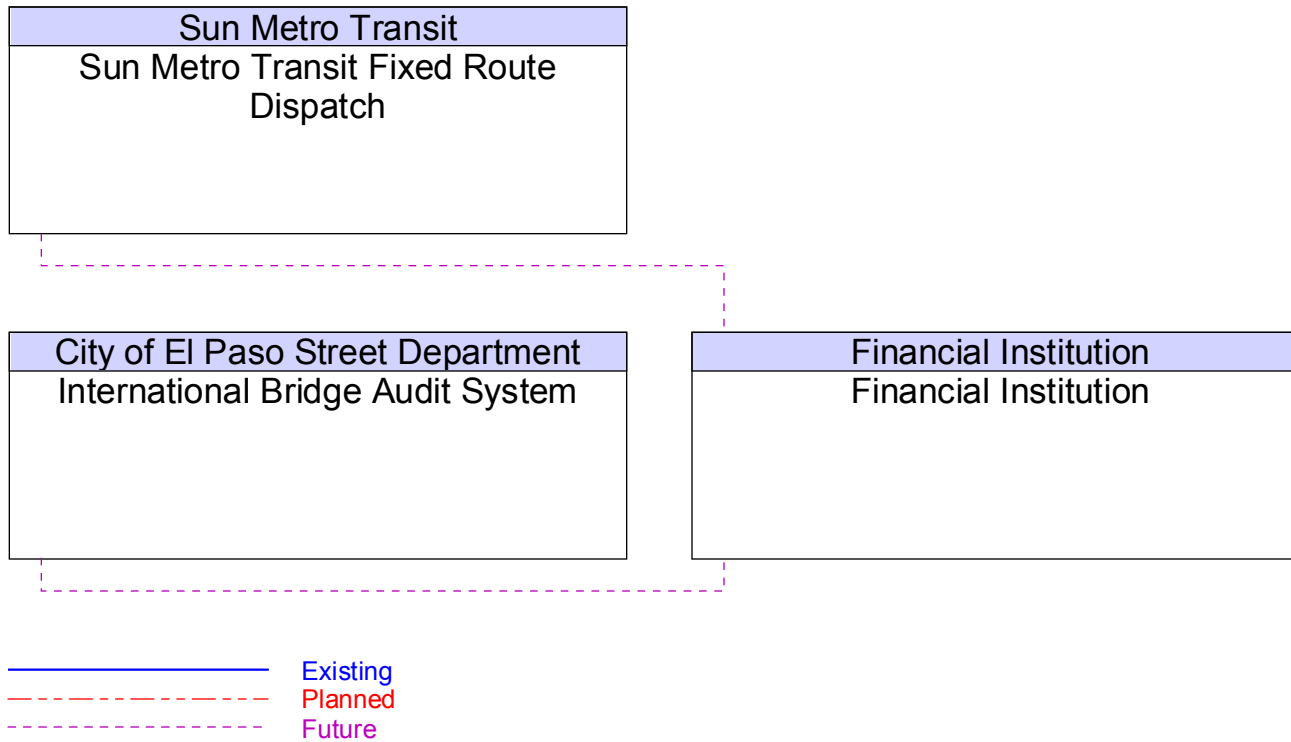 Sun Metro Transit
Sun Metro Transit Fixed Route
Dispatch
City of El Paso Street Department
International Bridge Audit System
Financial Institution
Financial Institution
Existing
Planned
Future